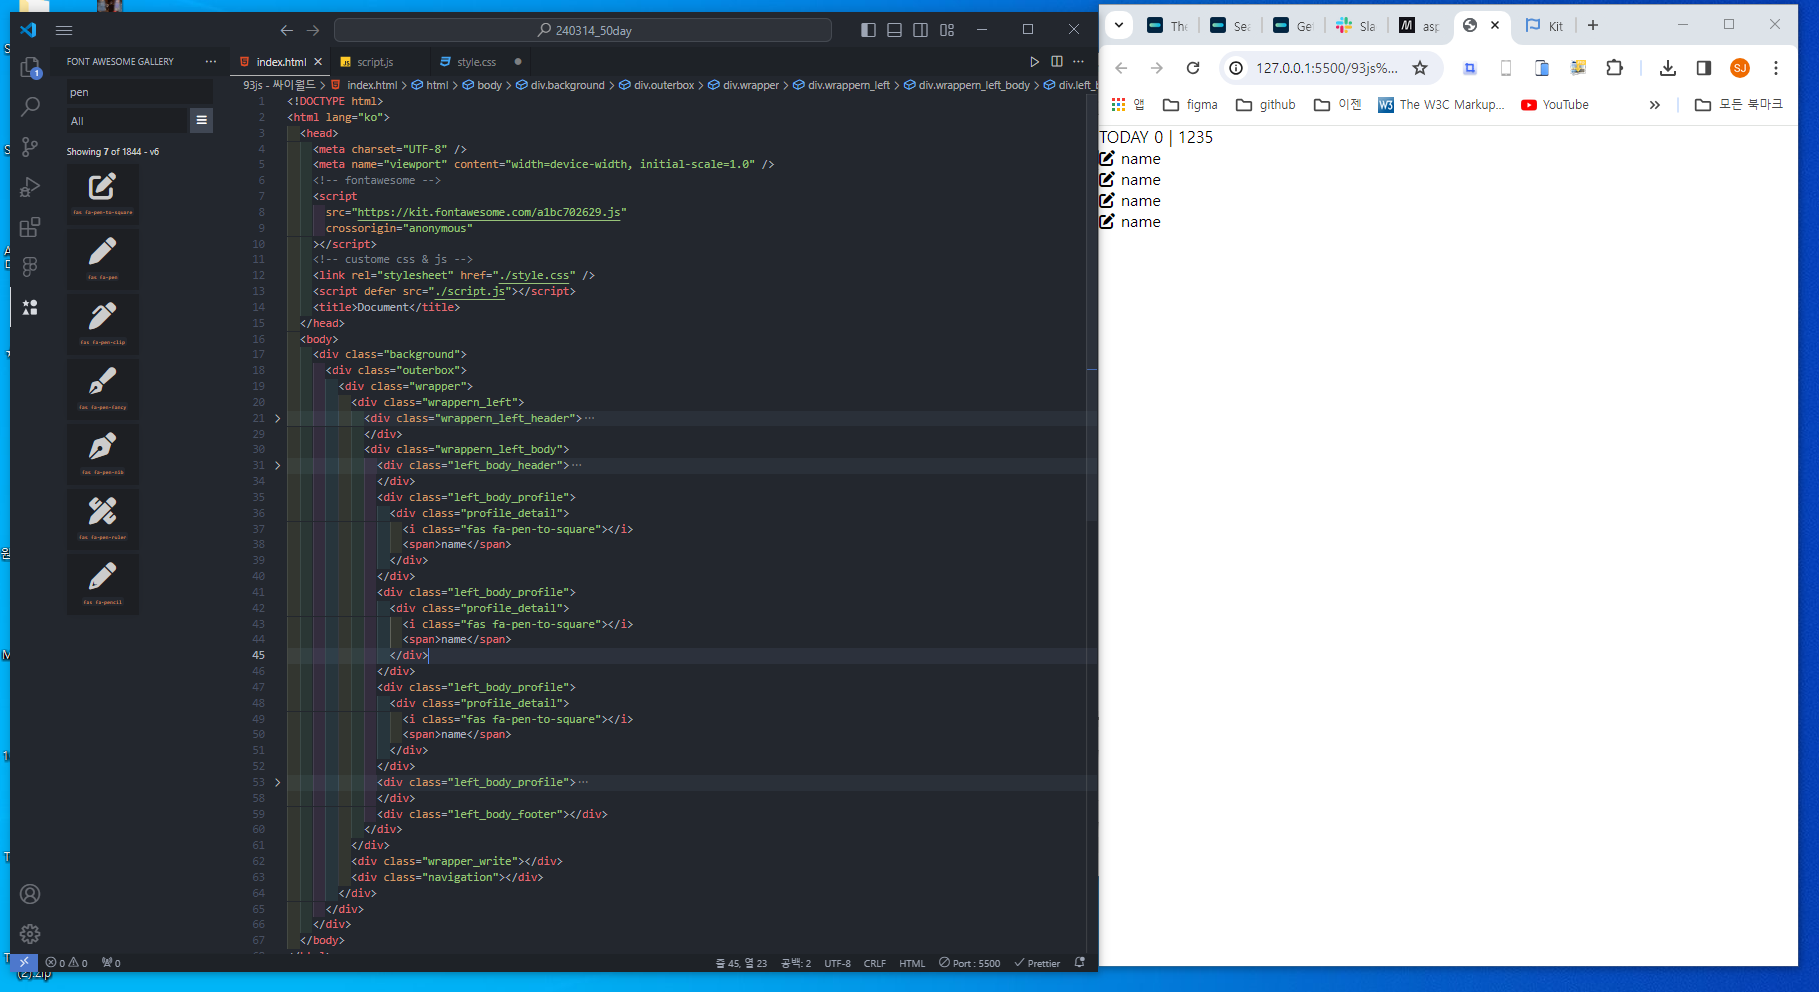 240314_50day
FONT AWESOME GALLERY
pen
All
Showing 7 of 1844 - v6
fas fa-pen-to-square
fas fa-pen
fas fa-pen-clip
fas fa-pen-fancy
fas fa-pen-nib
fas fa-pen-ruler
fas fa-pencil
index.html
script.js
style.css
93js - 싸이월드 > index.html > html > body > div.background > div.outerbox > div.wrapper > div.wrappern_left > div.wrappern_left_body > div.left_b
1 <!DOCTYPE html>
2 <html lang="ko">
3 <head>
4 <meta charset="UTF-8" />
5 <meta name="viewport" content="width=device-width, initial-scale=1.0" />
6 <!-- fontawesome -->
7 <script
8 src="https://kit.fontawesome.com/a1bc702629.js"
9 crossorigin="anonymous"
10 ></script>
11 <!-- custome css & js -->
12 <link rel="stylesheet" href="./style.css" />
13 <script defer src="./script.js"></script>
14 <title>Document</title>
15 </head>
16 <body>
17 <div class="background">
18 <div class="outerbox">
19 <div class="wrapper">
20 <div class="wrappern_left">
21 <div class="wrappern_left_header">···
29 </div>
30 <div class="wrappern_left_body">
31 <div class="left_body_header">···
34 </div>
35 <div class="left_body_profile">
36 <div class="profile_detail">
37 <i class="fas fa-pen-to-square"></i>
38 <span>name</span>
39 </div>
40 </div>
41 <div class="left_body_profile">
42 <div class="profile_detail">
43 <i class="fas fa-pen-to-square"></i>
44 <span>name</span>
45 </div>
46 </div>
47 <div class="left_body_profile">
48 <div class="profile_detail">
49 <i class="fas fa-pen-to-square"></i>
50 <span>name</span>
51 </div>
52 </div>
53 <div class="left_body_profile">···
58 </div>
59 <div class="left_body_footer"></div>
60 </div>
61 </div>
62 <div class="wrapper_write"></div>
63 <div class="navigation"></div>
64 </div>
65 </div>
66 </div>
67 </body>
0 0 0
줄 45, 열 23 공백: 2 UTF-8 CRLF HTML Port : 5500 Prettier
(2).zip
The
Sea
Get
Sla
asp
Kit
127.0.0.1:5500/93js%...
SJ
앱 figma github 이젠 W3 The W3C Markup... YouTube » 모든 북마크
TODAY 0 | 1235
name
name
name
name